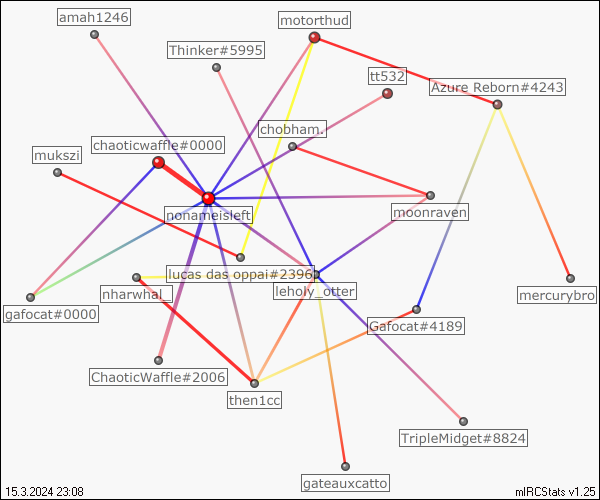 amah1246
motorthud
Thinker#5995
tt532
Azure Reborn#4243
chobham.
chaoticwaffle#0000
mukszi
nonameisleft
moonraven
lucas das oppai#2396
leholy_otter
nharwhal_
mercurybro
gafocat#0000
Gafocat#4189
ChaoticWaffle#2006
then1cc
TripleMidget#8824
gateauxcatto
15.3.2024 23:08
mIRCStats v1.25